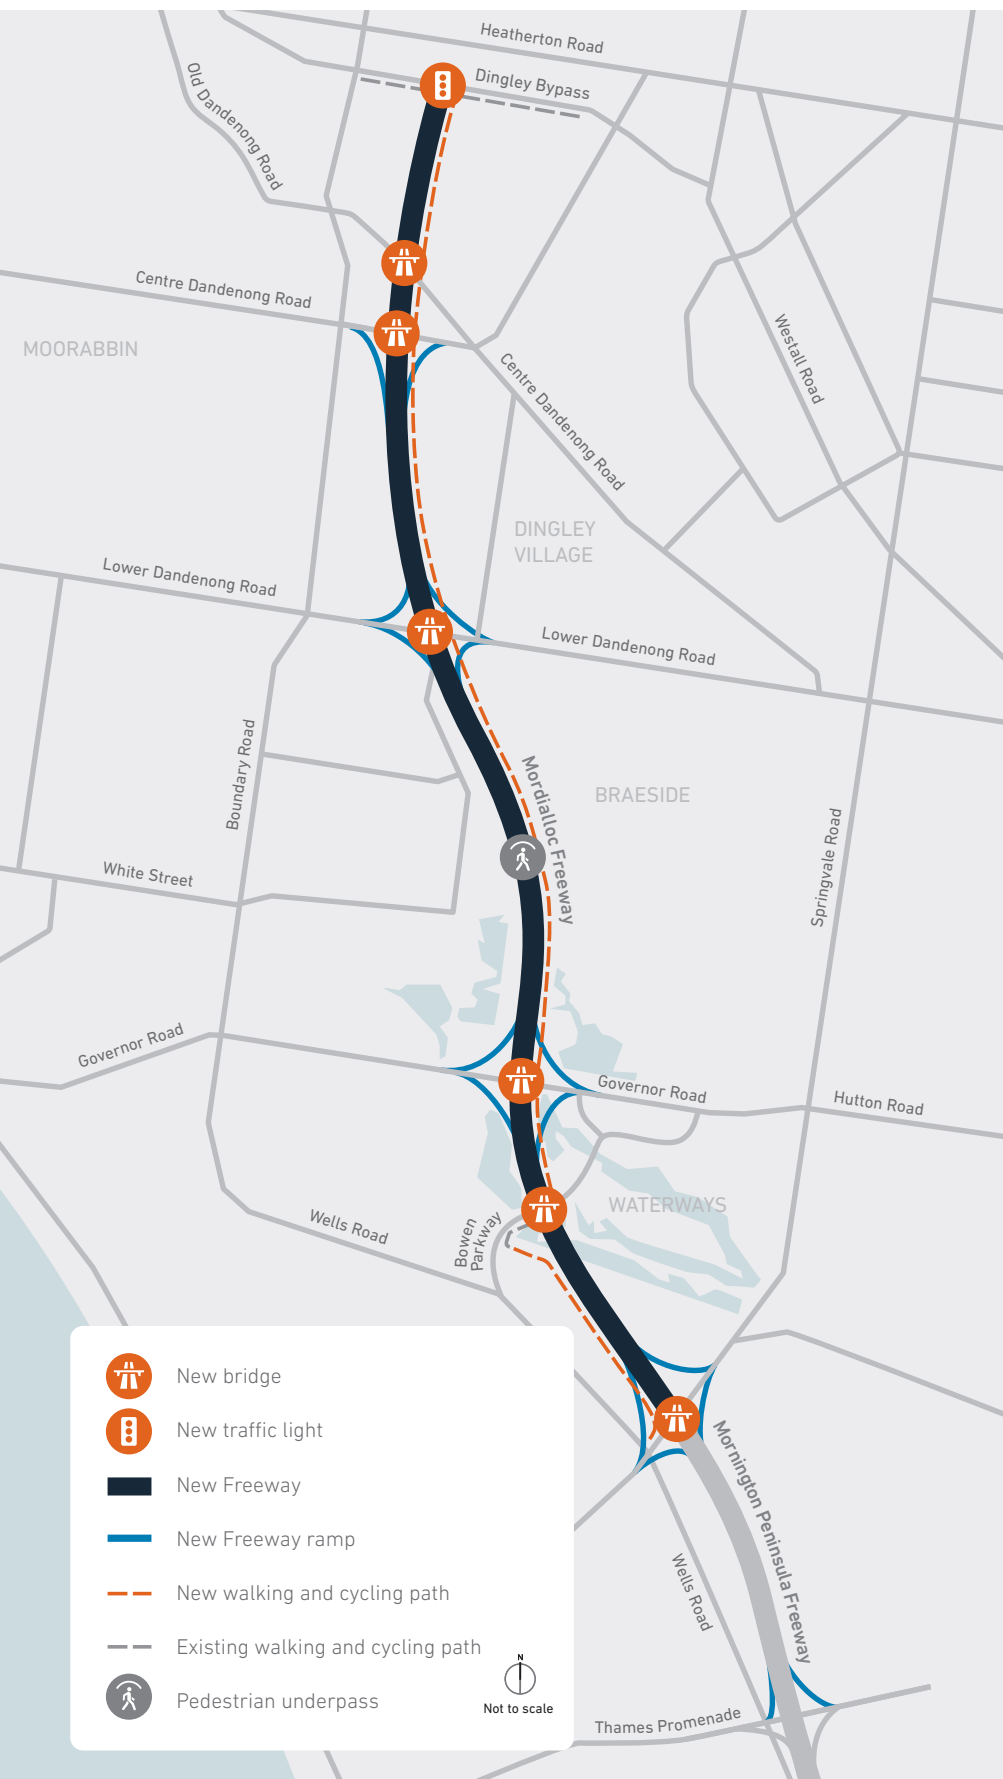 Heatherton Road
Dingley Bypass
Old Dandenong Road
Centre Dandenong Road
MOORABBIN
Westall Road
Centre Dandenong Road
DINGLEY
VILLAGE
Lower Dandenong Road
Lower Dandenong Road
Boundary Road
Mordialloc Freeway
BRAESIDE
Springvale Road
White Street
Governor Road
Governor Road
Hutton Road
WATERWAYS
Wells Road
Bowen
Parkway
New bridge
New traffic light
New Freeway
New Freeway ramp
New walking and cycling path
Existing walking and cycling path
Pedestrian underpass
N
Not to scale
Mornington Peninsula Freeway
Wells Road
Thames Promenade